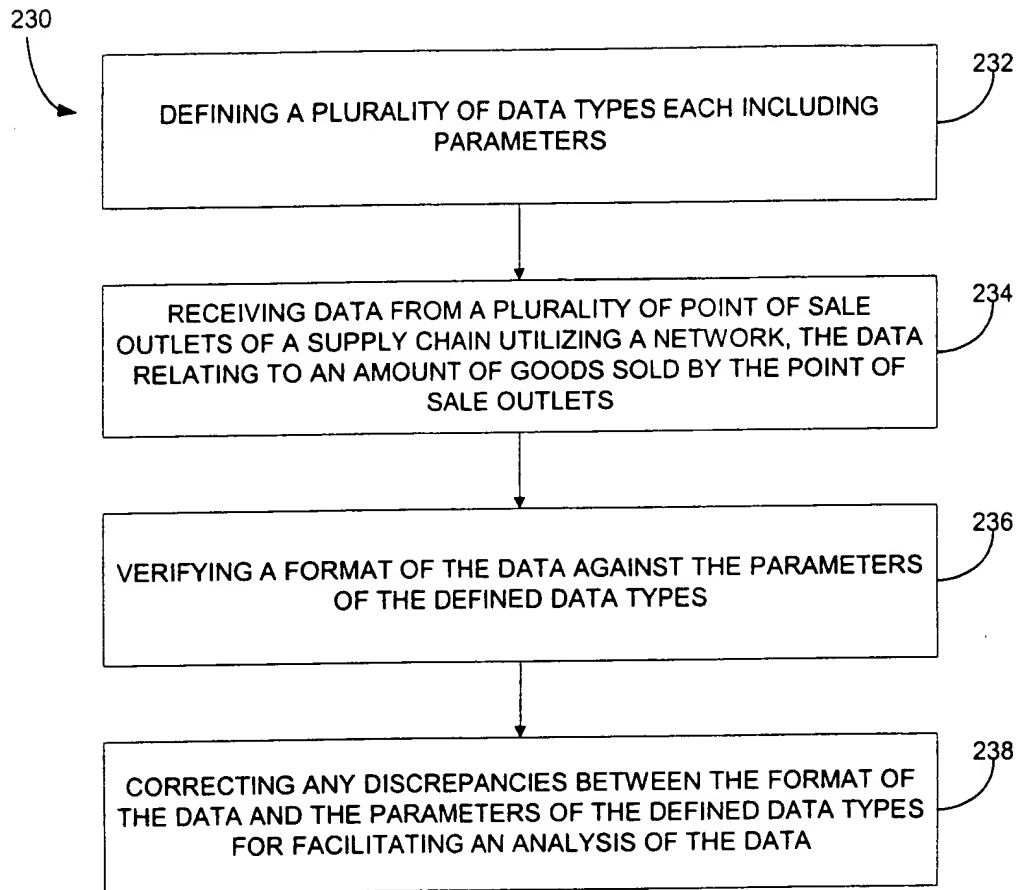 230
232
DEFINING A PLURALITY OF DATA TYPES EACH INCLUDING
PARAMETERS
234
RECEIVING DATA FROM A PLURALITY OF POINT OF SALE
OUTLETS OF A SUPPLY CHAIN UTILIZING A NETWORK, THE DATA
RELATING TO AN AMOUNT OF GOODS SOLD BY THE POINT OF
SALE OUTLETS
236
VERIFYING A FORMAT OF THE DATA AGAINST THE PARAMETERS
OF THE DEFINED DATA TYPES
238
CORRECTING ANY DISCREPANCIES BETWEEN THE FORMAT OF
THE DATA AND THE PARAMETERS OF THE DEFINED DATA TYPES
FOR FACILITATING AN ANALYSIS OF THE DATA